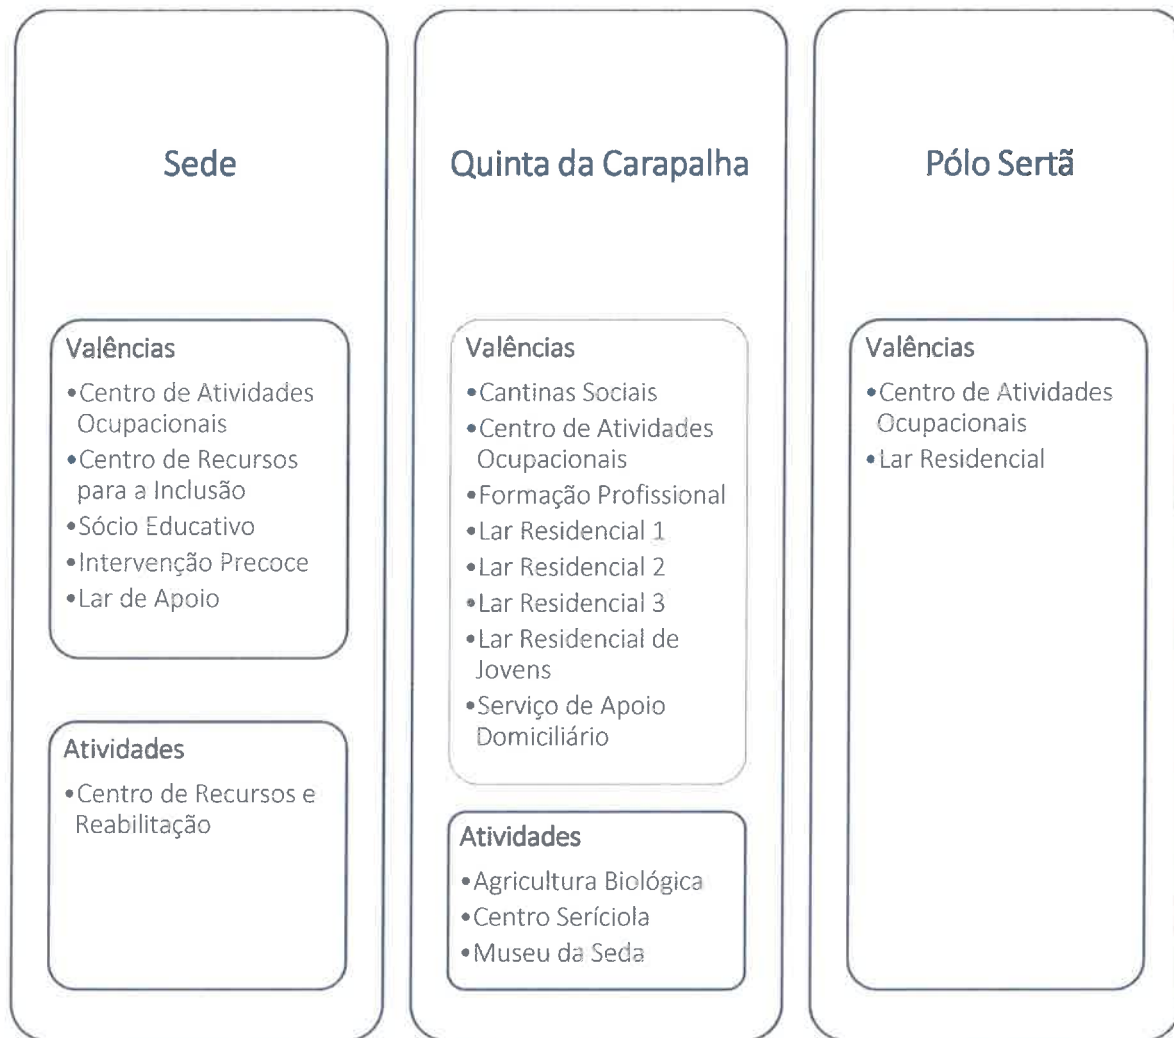 Sede
Valências
•Centro de Atividades
Ocupacionais
•Centro de Recursos
para a Inclusão
•Sócio Educativo
•Intervenção Precoce
•Lar de Apoio
Atividades
•Centro de Recursos e
Reabilitação
Quinta da Carapalha
Valências
•Cantinas Sociais
•Centro de Atividades
Ocupacionais
•Formação Profissional
•Lar Residencial 1
•Lar Residencial 2
•Lar Residencial 3
•Lar Residencial de
Jovens
•Serviço de Apoio
Domiciliário
Atividades
•Agricultura Biológica
•Centro Seríciola
•Museu da Seda
Pólo Sertã
Valências
•Centro de Atividades
Ocupacionais
•Lar Residencial